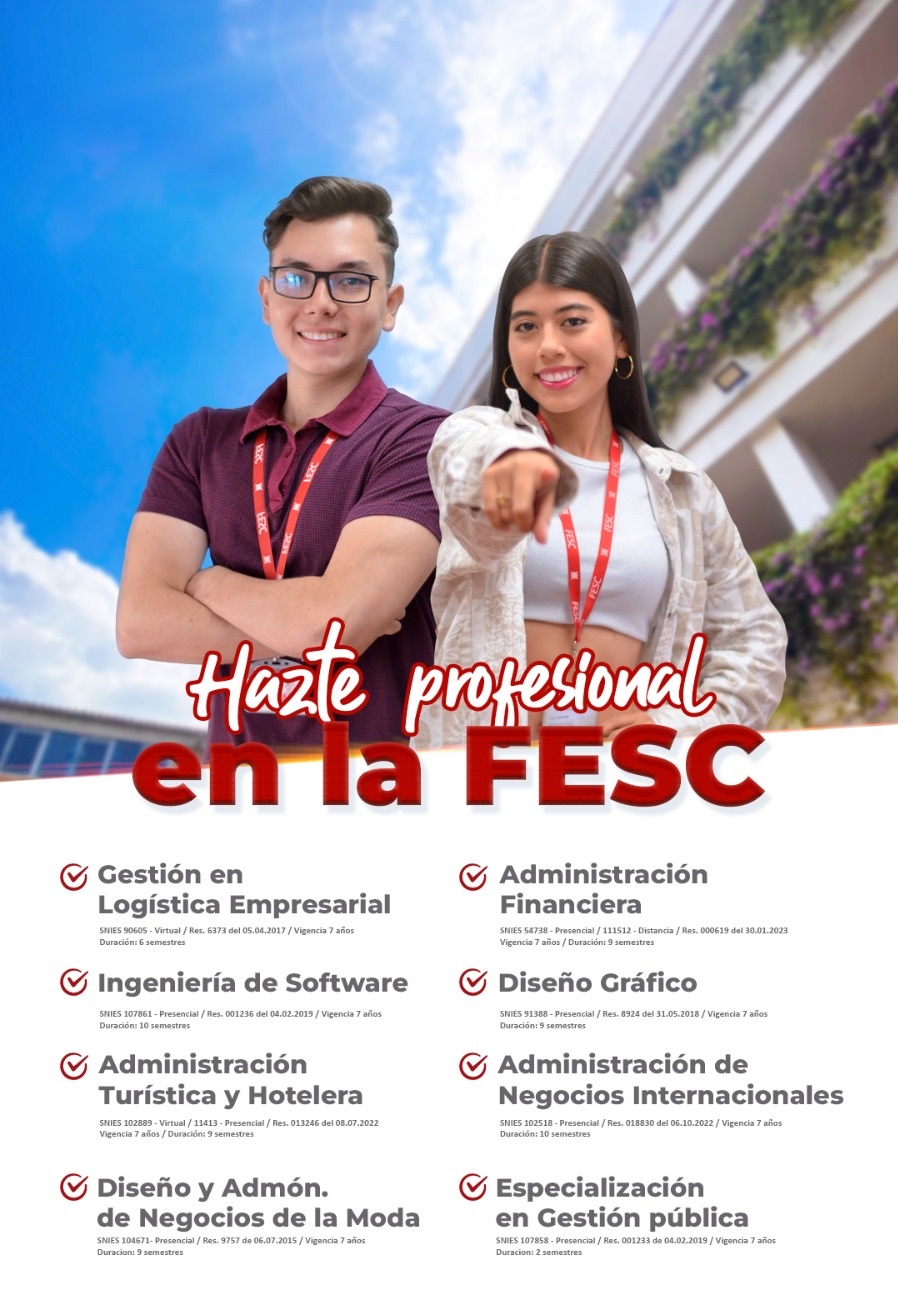 FESC
FESC
FESC
FESC
FESC
FESC
FESC
Hazte profesional
en la FESC
Gestión en
Logística Empresarial
SNIES 90605 - Virtual / Res. 6373 del 05.04.2017 / Vigencia 7 años
Duración: 6 semestres
Administración
Financiera
SNIES 54738 - Presencial / 111512 - Distancia / Res. 000619 del 30.01.2023
Vigencia 7 años / Duración: 9 semestres
Ingeniería de Software
SNIES 107861 - Presencial / Res. 001236 del 04.02.2019 / Vigencia 7 años
Duración: 10 semestres
Diseño Gráfico
SNIES 91388 - Presencial / Res. 8924 del 31.05.2018 / Vigencia 7 años
Duración: 9 semestres
Administración
Turística y Hotelera
SNIES 102889 - Virtual / 11413 - Presencial / Res. 013246 del 08.07.2022
Vigencia 7 años / Duración: 9 semestres
Administración de
Negocios Internacionales
SNIES 102518 - Presencial / Res. 018830 del 06.10.2022 / Vigencia 7 años
Duración: 10 semestres
Diseño y Admón.
de Negocios de la Moda
SNIES 104671- Presencial / Res. 9757 de 06.07.2015 / Vigencia 7 años
Duracion: 9 semestres
Especialización
en Gestión pública
SNIES 107858 - Presencial / Res. 001233 de 04.02.2019 / Vigencia 7 años
Duracion: 2 semestres